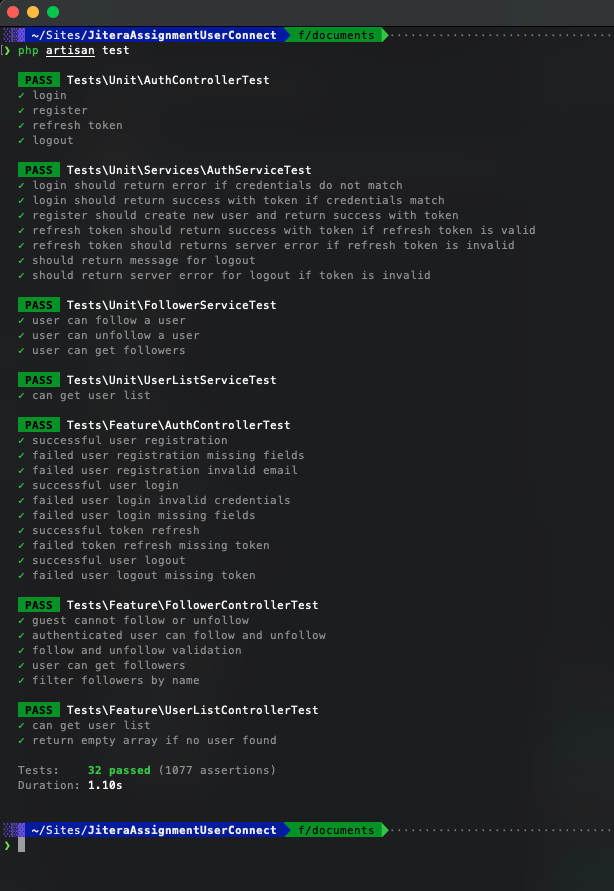 ~/Sites/JiteraAssignmentUserConnect f/documents
❯ php artisan test
PASS Tests\Unit\AuthControllerTest
✓ login
✓ register
✓ refresh token
✓ logout
PASS Tests\Unit\Services\AuthServiceTest
✓ login should return error if credentials do not match
✓ login should return success with token if credentials match
✓ register should create new user and return success with token
✓ refresh token should return success with token if refresh token is valid
✓ refresh token should returns server error if refresh token is invalid
✓ should return message for logout
✓ should return server error for logout if token is invalid
PASS Tests\Unit\FollowerServiceTest
✓ user can follow a user
✓ user can unfollow a user
✓ user can get followers
PASS Tests\Unit\UserListServiceTest
✓ can get user list
PASS Tests\Feature\AuthControllerTest
✓ successful user registration
✓ failed user registration missing fields
✓ failed user registration invalid email
✓ successful user login
✓ failed user login invalid credentials
✓ failed user login missing fields
✓ successful token refresh
✓ failed token refresh missing token
✓ successful user logout
✓ failed user logout missing token
PASS Tests\Feature\FollowerControllerTest
✓ guest cannot follow or unfollow
✓ authenticated user can follow and unfollow
✓ follow and unfollow validation
✓ user can get followers
✓ filter followers by name
PASS Tests\Feature\UserListControllerTest
✓ can get user list
✓ return empty array if no user found
Tests: 32 passed (1077 assertions)
Duration: 1.10s
~/Sites/JiteraAssignmentUserConnect f/documents
❯